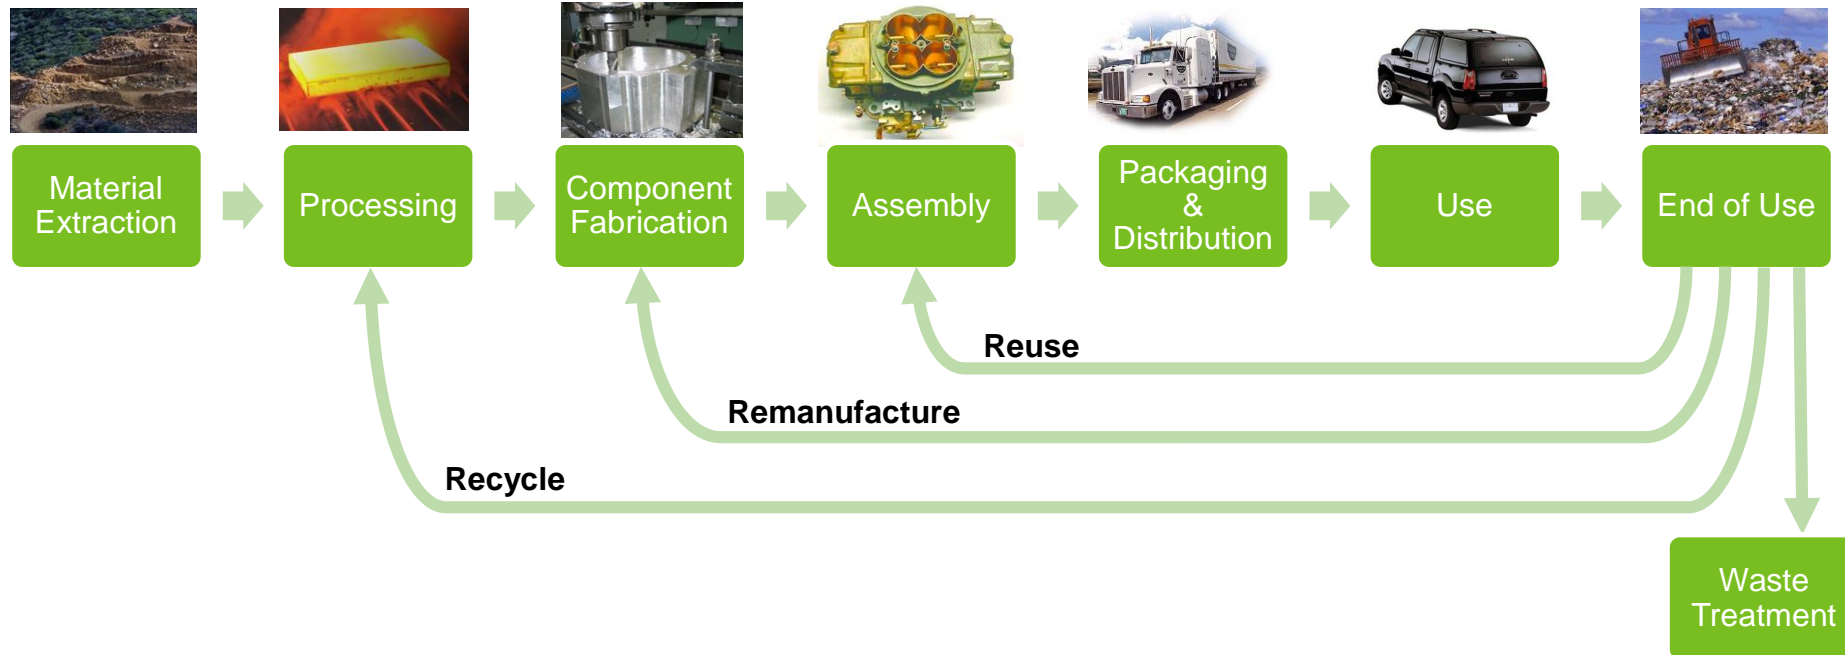 Material
Extraction
Processing
Component
Fabrication
Assembly
Packaging
&
Distribution
Use
End of Use
Reuse
Remanufacture
Recycle
Waste
Treatment